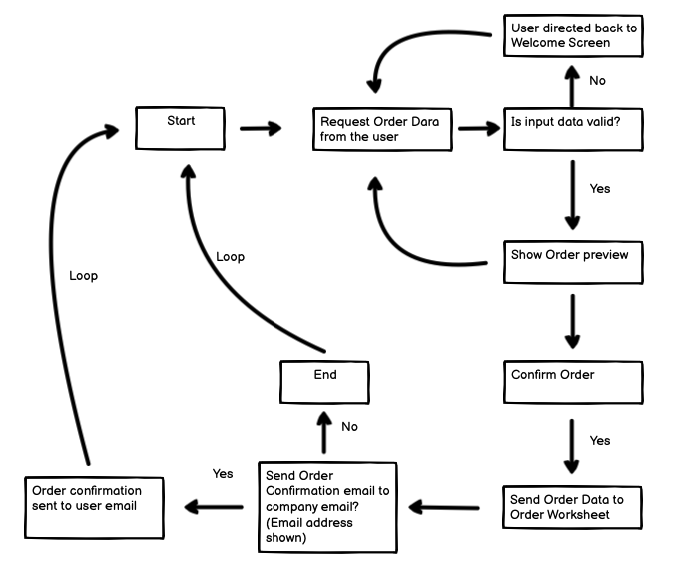 User directed back to
Welcome Screen
No
Start
Request Order Dara
from the user
Is input data valid?
Yes
Show Order preview
Loop
Loop
End
Confirm Order
No
Yes
Yes
Order confirmation
sent to user email
Send Order
Confirmation email to
company email?
(Email address
shown)
Send Order Data to
Order Worksheet